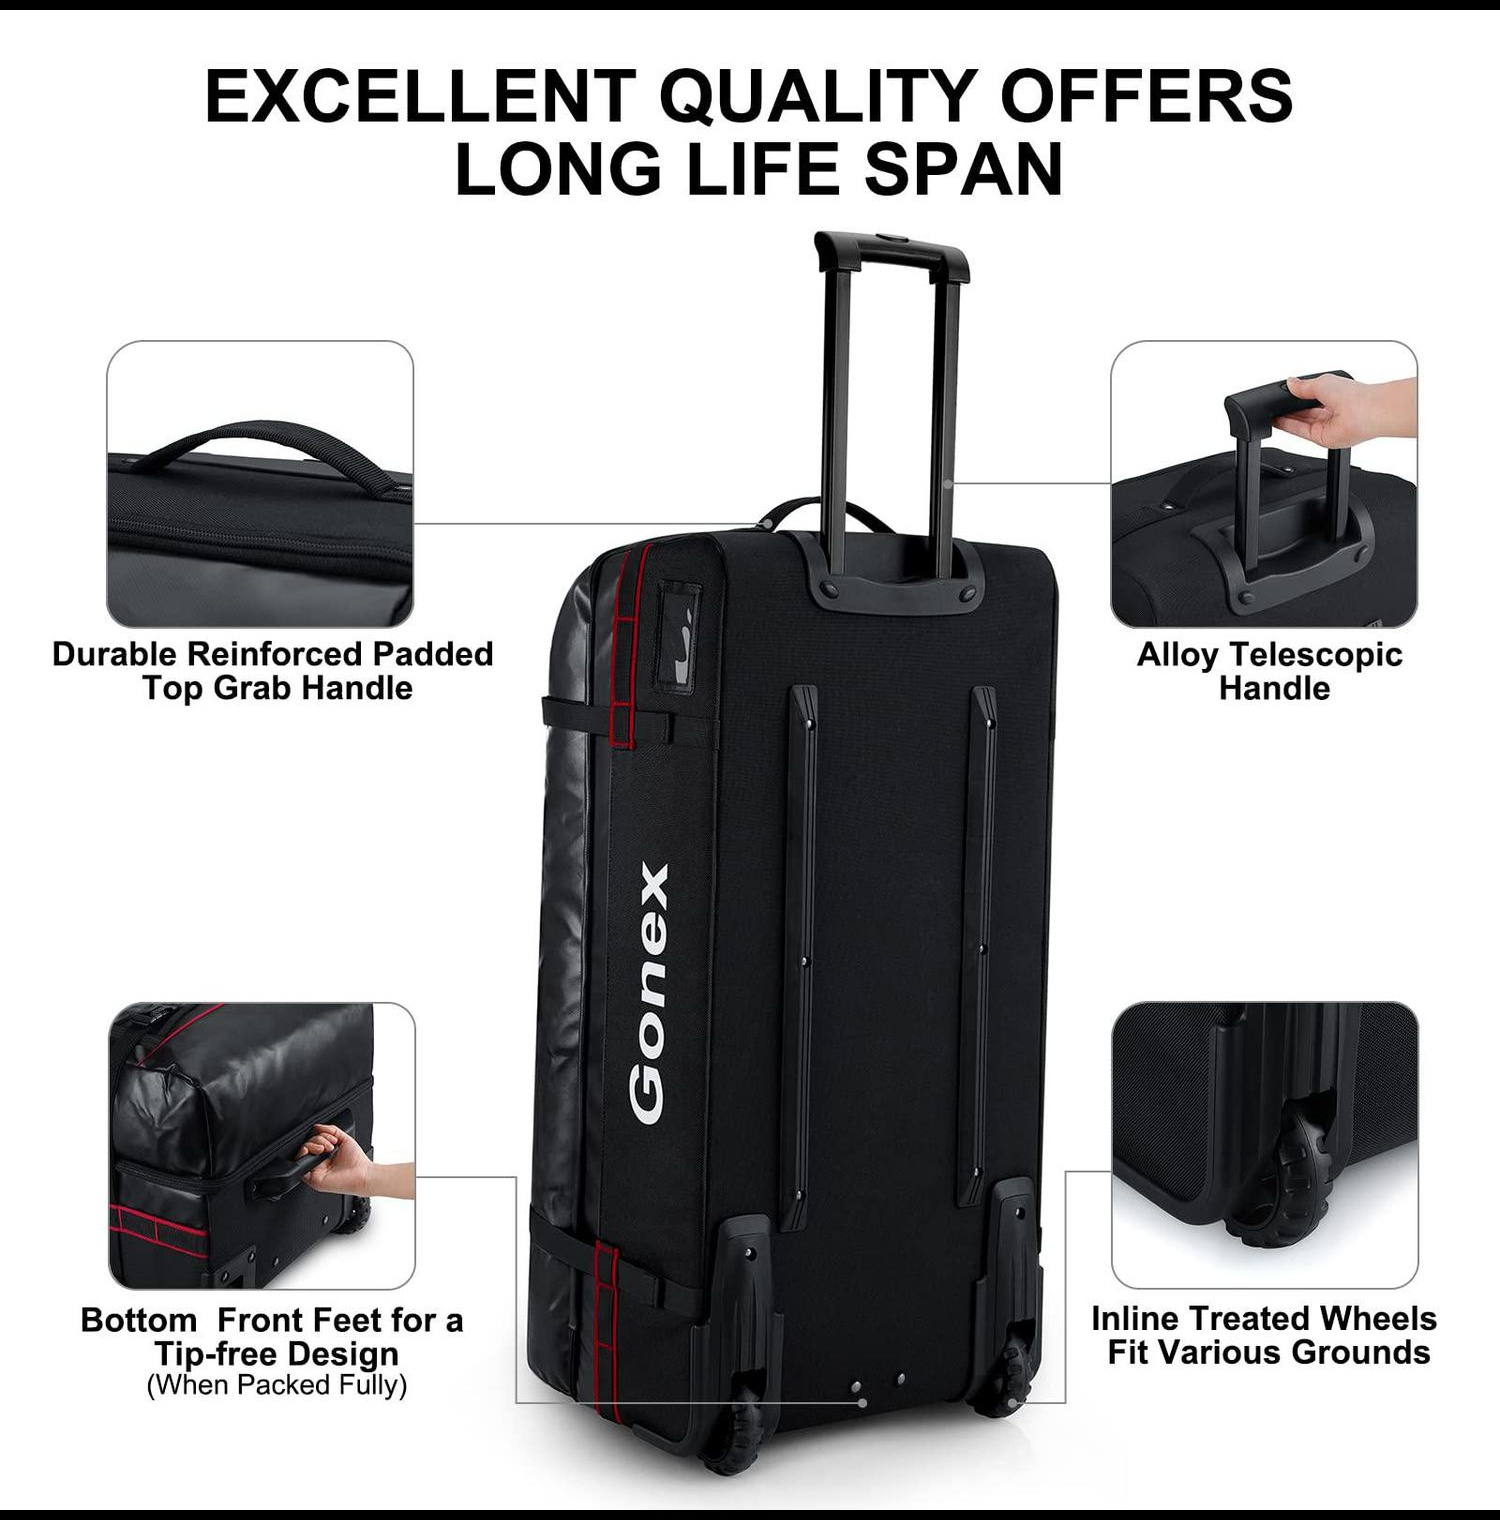 EXCELLENT QUALITY OFFERS
LONG LIFE SPAN
Durable Reinforced Padded
Top Grab Handle
Alloy Telescopic
Handle
Gonex
Bottom  Front Feet for a
Tip-free Design
(When Packed Fully)
Inline Treated Wheels
Fit Various Grounds